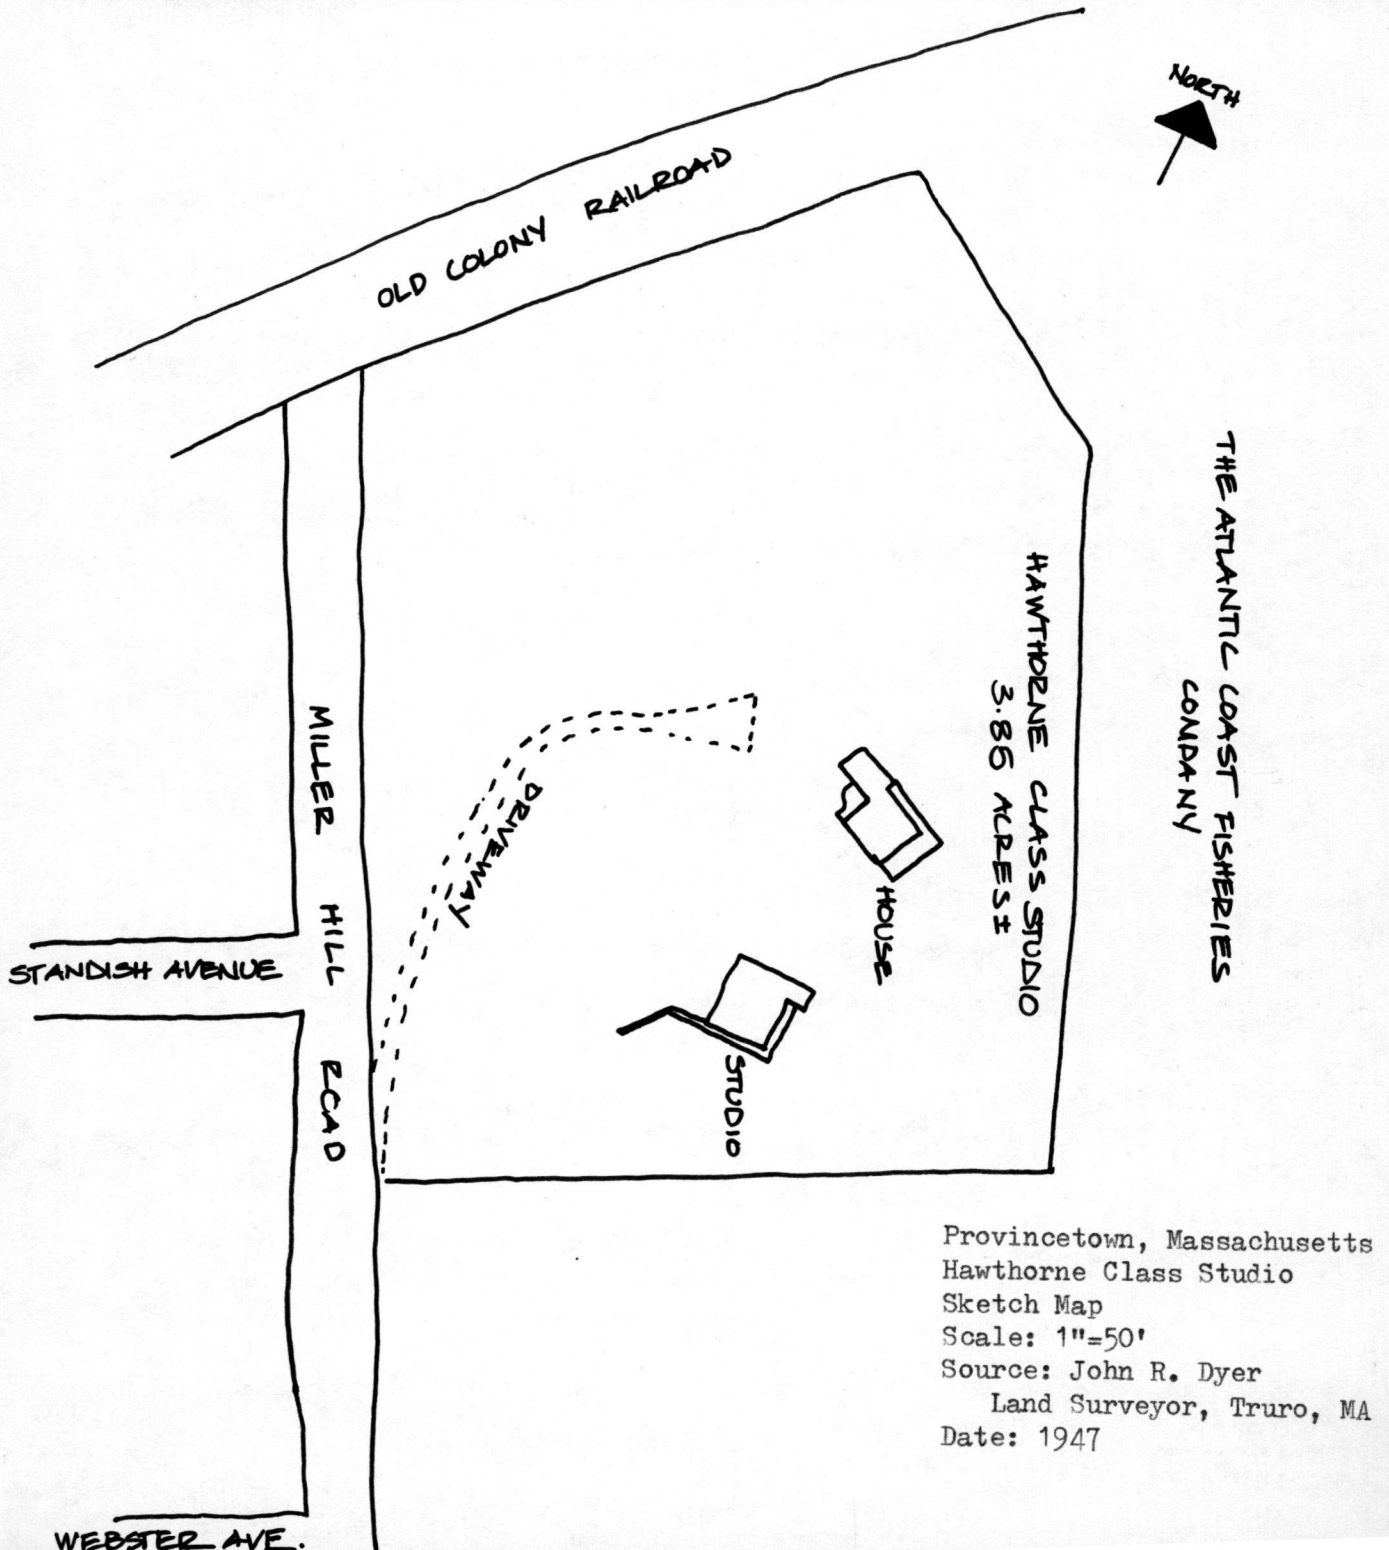 NORTH
OLD COLONY RAILROAD
THE ATLANTIC COAST FISHERIES
COMPANY
HAWTHORNE CLASS STUDIO
3.86 ACRES±
MILLER HILL ROAD
DRIVEWAY
HOUSE
STANDISH AVENUE
STUDIO
Provincetown, Massachusetts
Hawthorne Class Studio
Sketch Map
Scale: 1"=50'
Source: John R. Dyer
Land Surveyor, Truro, MA
Date: 1947
WEBSTER AVE.